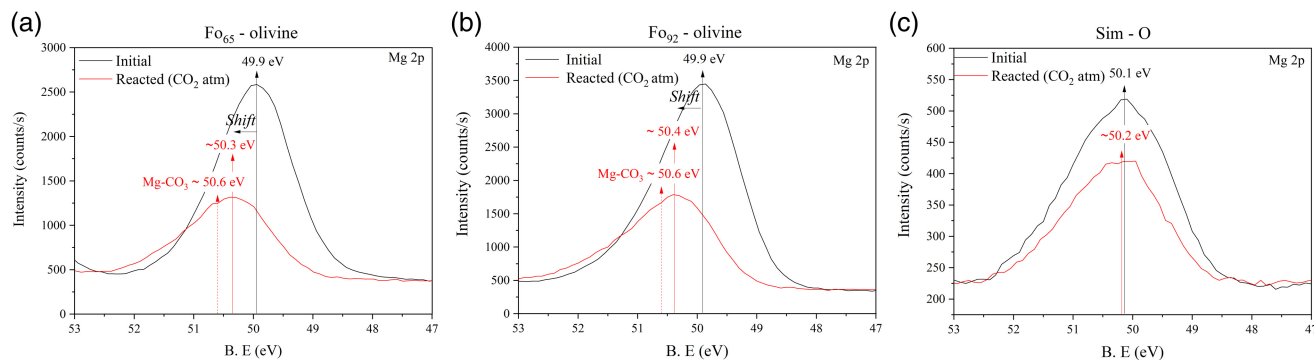 (a)
Fo65 - olivine
Mg 2p
Initial
Reacted (CO2 atm)
49.9 eV
Shift
~50.3 eV
Mg-CO3 ~ 50.6 eV
Intensity (counts/s)
3000
2500
2000
1500
1000
500
0
53 52 51 50 49 48 47
B. E (eV)
(b)
Fo92 - olivine
Mg 2p
Initial
Reacted (CO2 atm)
49.9 eV
Shift
~ 50.4 eV
Mg-CO3 ~ 50.6 eV
Intensity (counts/s)
4000
3500
3000
2500
2000
1500
1000
500
0
53 52 51 50 49 48 47
B. E (eV)
(c)
Sim - O
Mg 2p
Initial
Reacted (CO2 atm)
50.1 eV
~50.2 eV
Intensity (counts/s)
600
550
500
450
400
350
300
250
200
53 52 51 50 49 48 47
B. E (eV)